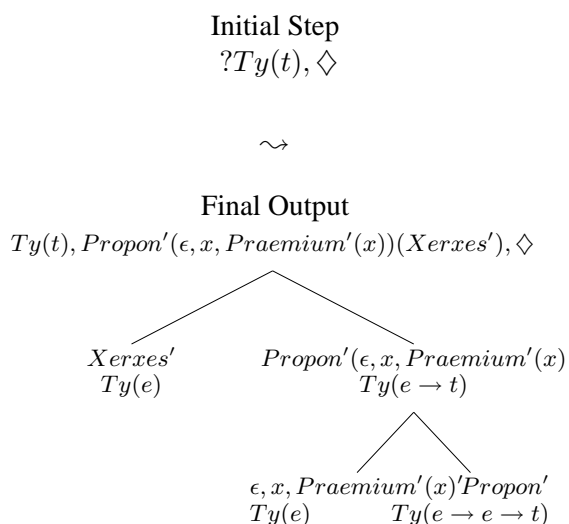 Initial Step
?Ty(t), ♢
⇝
Final Output
Ty(t), Propon′(ϵ, x, Praemium′(x))(Xerxes′), ♢
Xerxes′ Propon′(ϵ, x, Praemium′(x)
Ty(e) Ty(e → t)
ϵ, x, Praemium′(x)′Propon′
Ty(e) Ty(e → e → t)